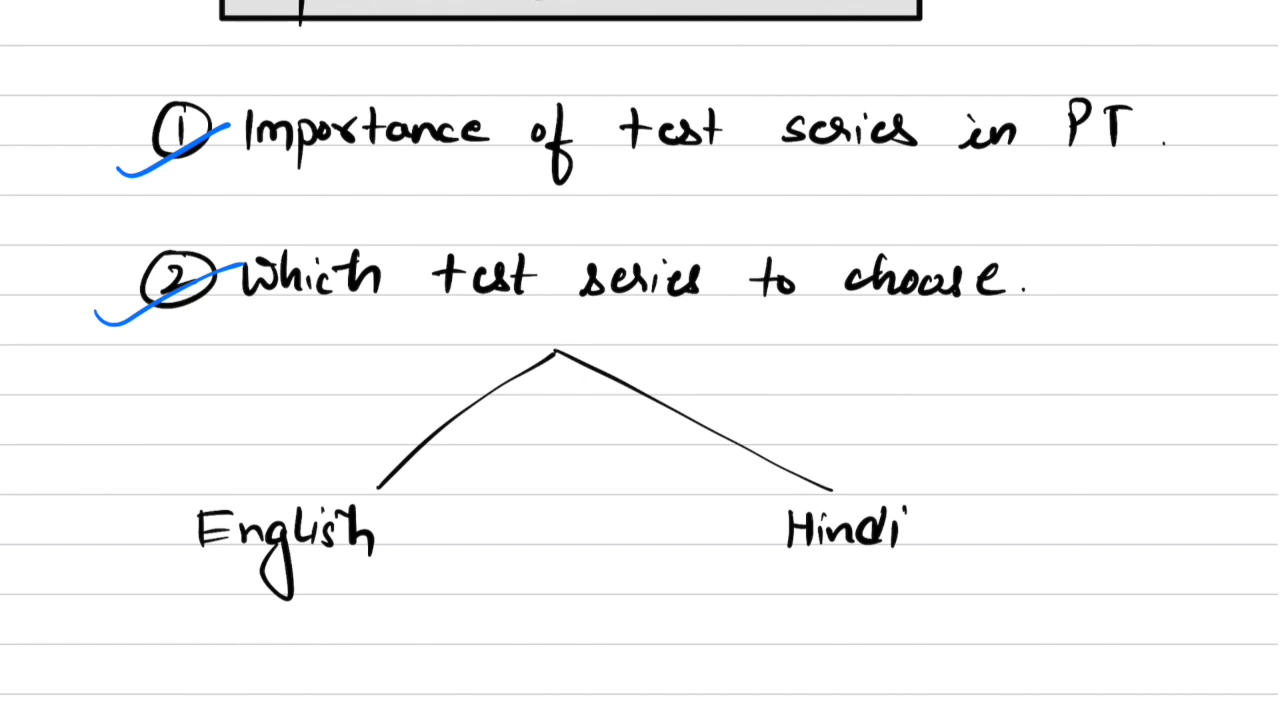 ① Importance of test series in PT.
② Which test series to choose.
English Hindi